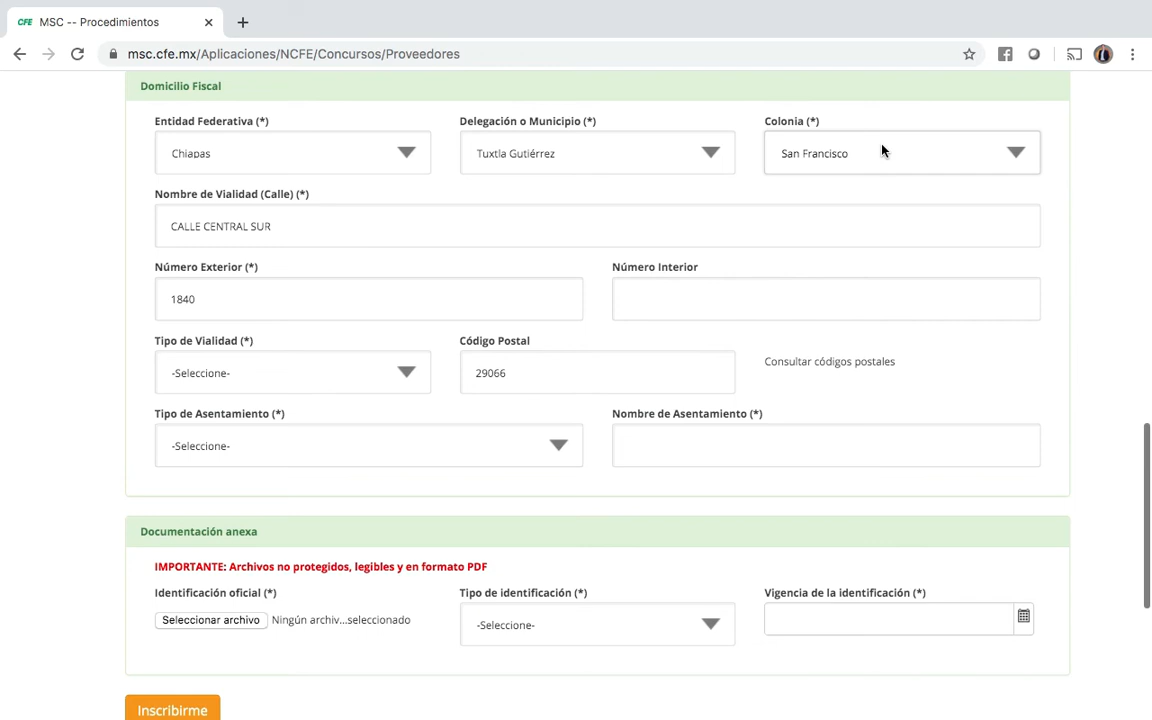 CFE MSC -- Procedimientos
msc.cfe.mx/Aplicaciones/NCFE/Concursos/Proveedores
Domicilio Fiscal
Entidad Federativa (*) Delegación o Municipio (*) Colonia (*)
Chiapas Tuxtla Gutiérrez San Francisco
Nombre de Vialidad (Calle) (*)
CALLE CENTRAL SUR
Número Exterior (*) Número Interior
1840
Tipo de Vialidad (*) Código Postal
-Seleccione- 29066 Consultar códigos postales
Tipo de Asentamiento (*) Nombre de Asentamiento (*)
-Seleccione-
Documentación anexa
IMPORTANTE: Archivos no protegidos, legibles y en formato PDF
Identificación oficial (*) Tipo de identificación (*) Vigencia de la identificación (*)
Seleccionar archivo Ningún archiv...seleccionado -Seleccione-
Inscribirme